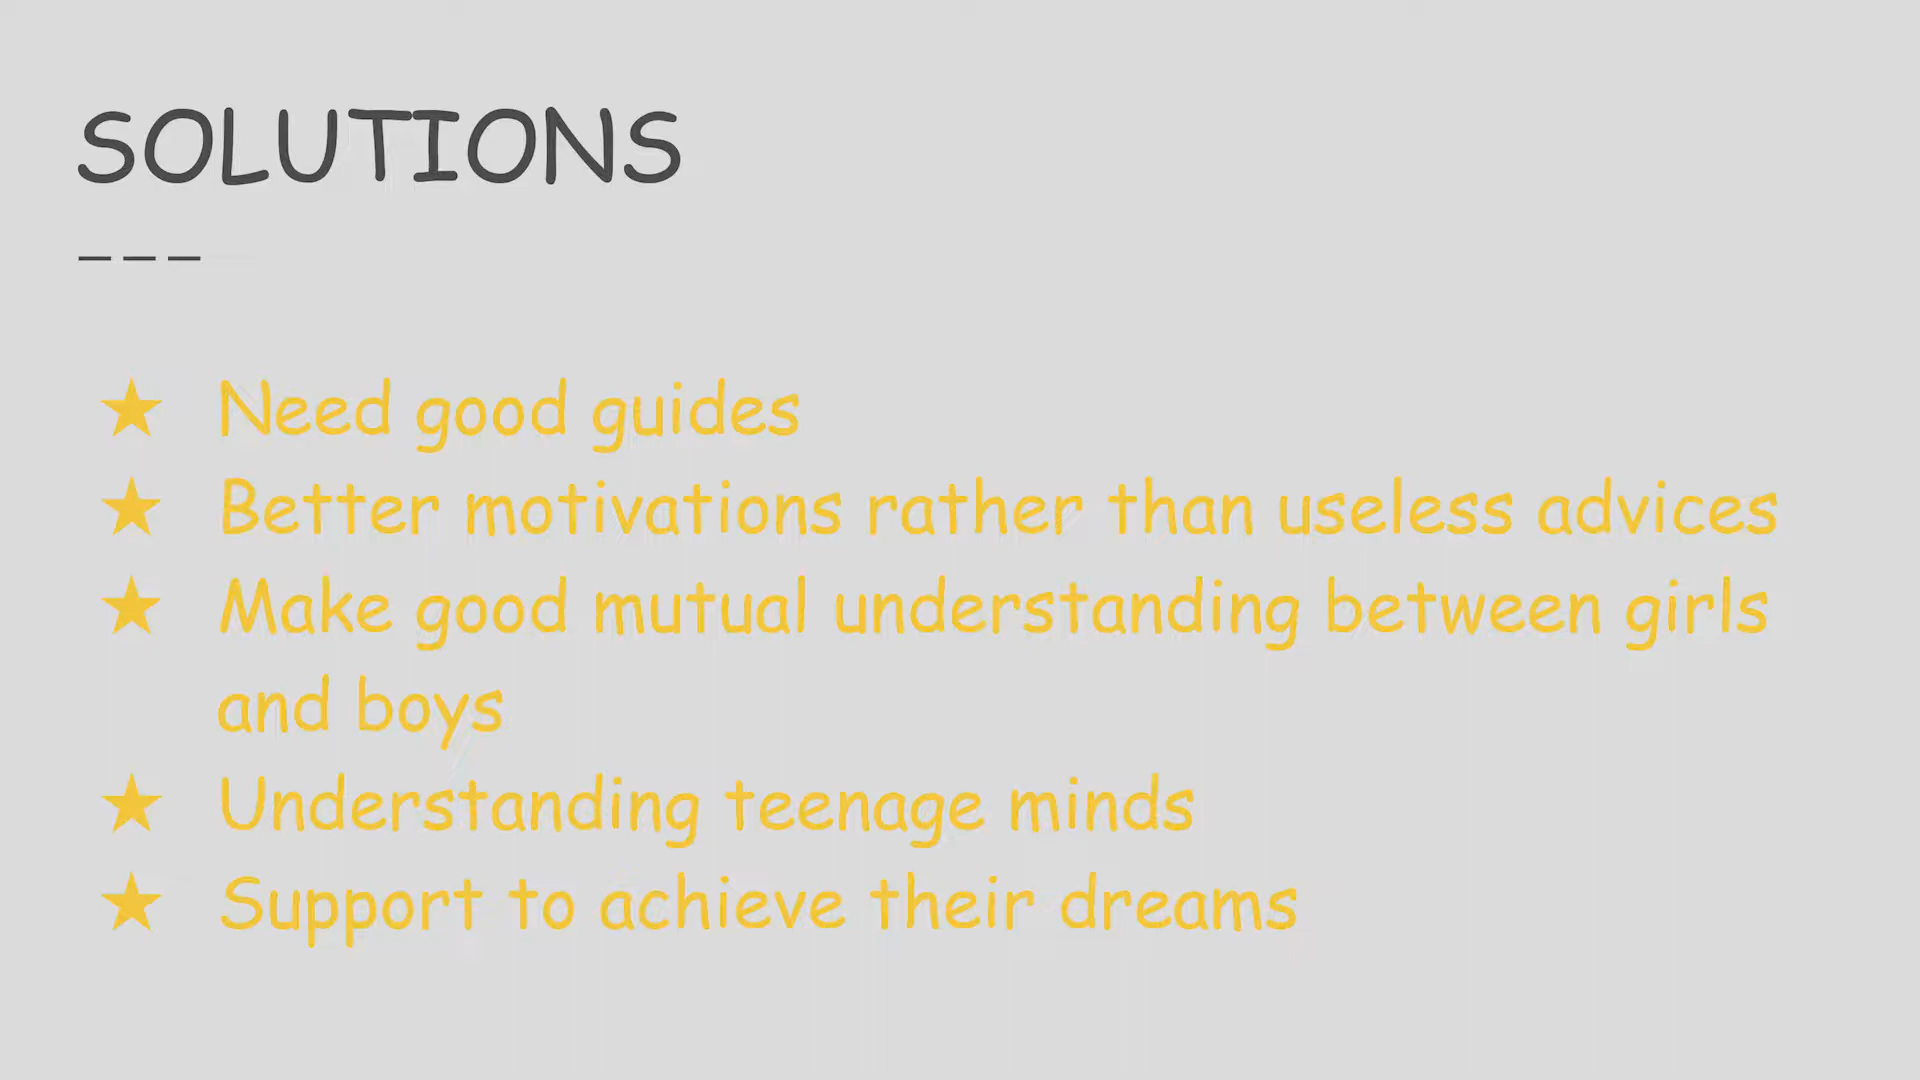 SOLUTIONS
★ Need good guides
★ Better motivations rather than useless advices
★ Make good mutual understanding between girls
and boys
★ Understanding teenage minds
★ Support to achieve their dreams